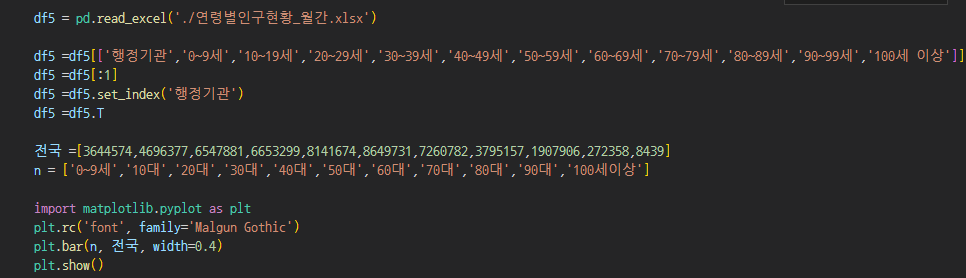 df5 = pd.read_excel('./연령별인구현황_월간.xlsx')
df5 =df5[['행정기관','0~9세','10~19세','20~29세','30~39세','40~49세','50~59세','60~69세','70~79세','80~89세','90~99세','100세 이상']]
df5 =df5[:1]
df5 =df5.set_index('행정기관')
df5 =df5.T
전국 =[3644574,4696377,6547881,6653299,8141674,8649731,7260782,3795157,1907906,272358,8439]
n = ['0~9세','10대','20대','30대','40대','50대','60대','70대','80대','90대','100세이상']
import matplotlib.pyplot as plt
plt.rc('font', family='Malgun Gothic')
plt.bar(n, 전국, width=0.4)
plt.show()